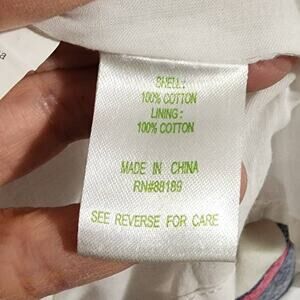 SHELL:
100% COTTON
LINING:
100% COTTON
MADE IN CHINA
RN#88189
SEE REVERSE FOR CARE